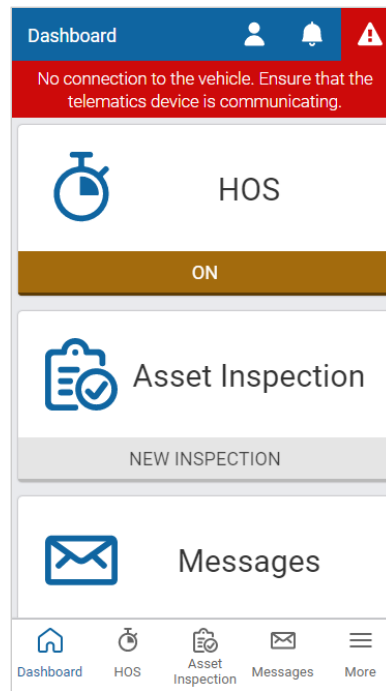 Dashboard
No connection to the vehicle. Ensure that the
telematics device is communicating.
HOS
ON
Asset Inspection
NEW INSPECTION
Messages
Dashboard
HOS
Asset
Inspection
Messages
More